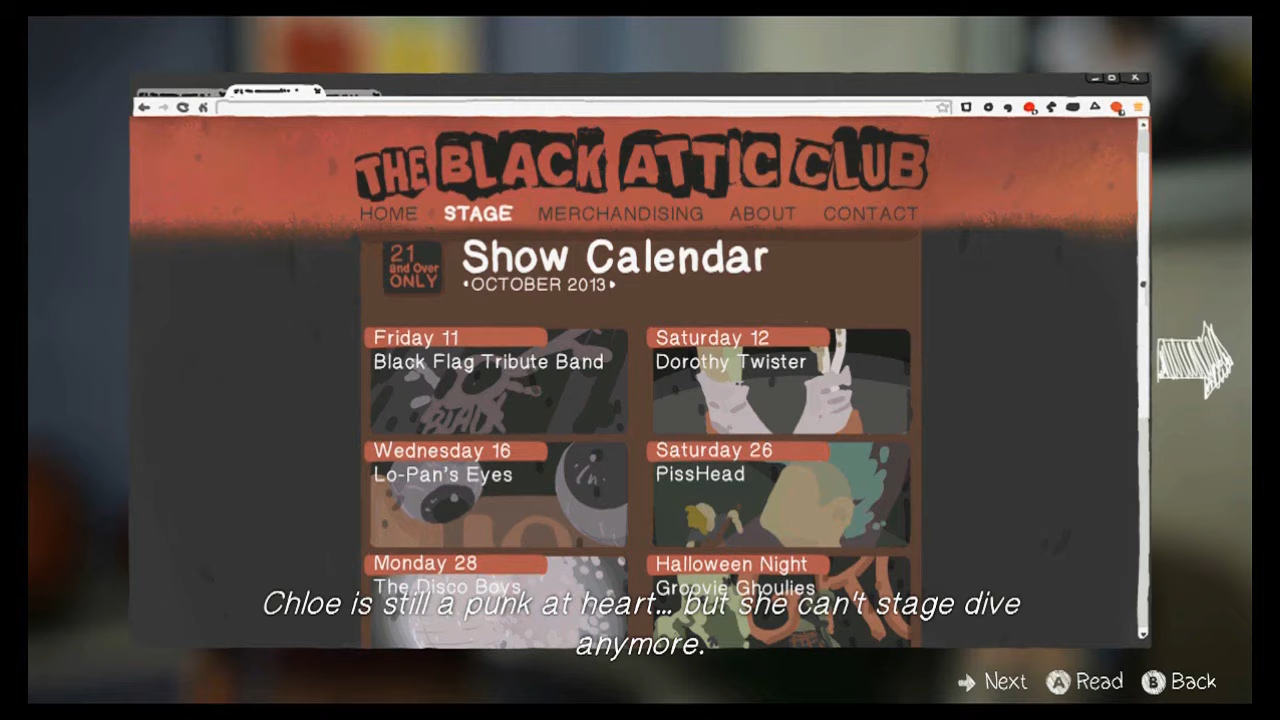 THE BLACK ATTIC CLUB
HOME STAGE MERCHANDISING ABOUT CONTACT
21
and Over
ONLY
Show Calendar
•OCTOBER 2013•
Friday 11
Black Flag Tribute Band
Saturday 12
Dorothy Twister
Wednesday 16
Lo-Pan's Eyes
Saturday 26
PissHead
Monday 28
The Disco Boys
Halloween Night
Groovie Ghoulies
Chloe is still a punk at heart... but she can't stage dive
anymore.
Next A Read B Back